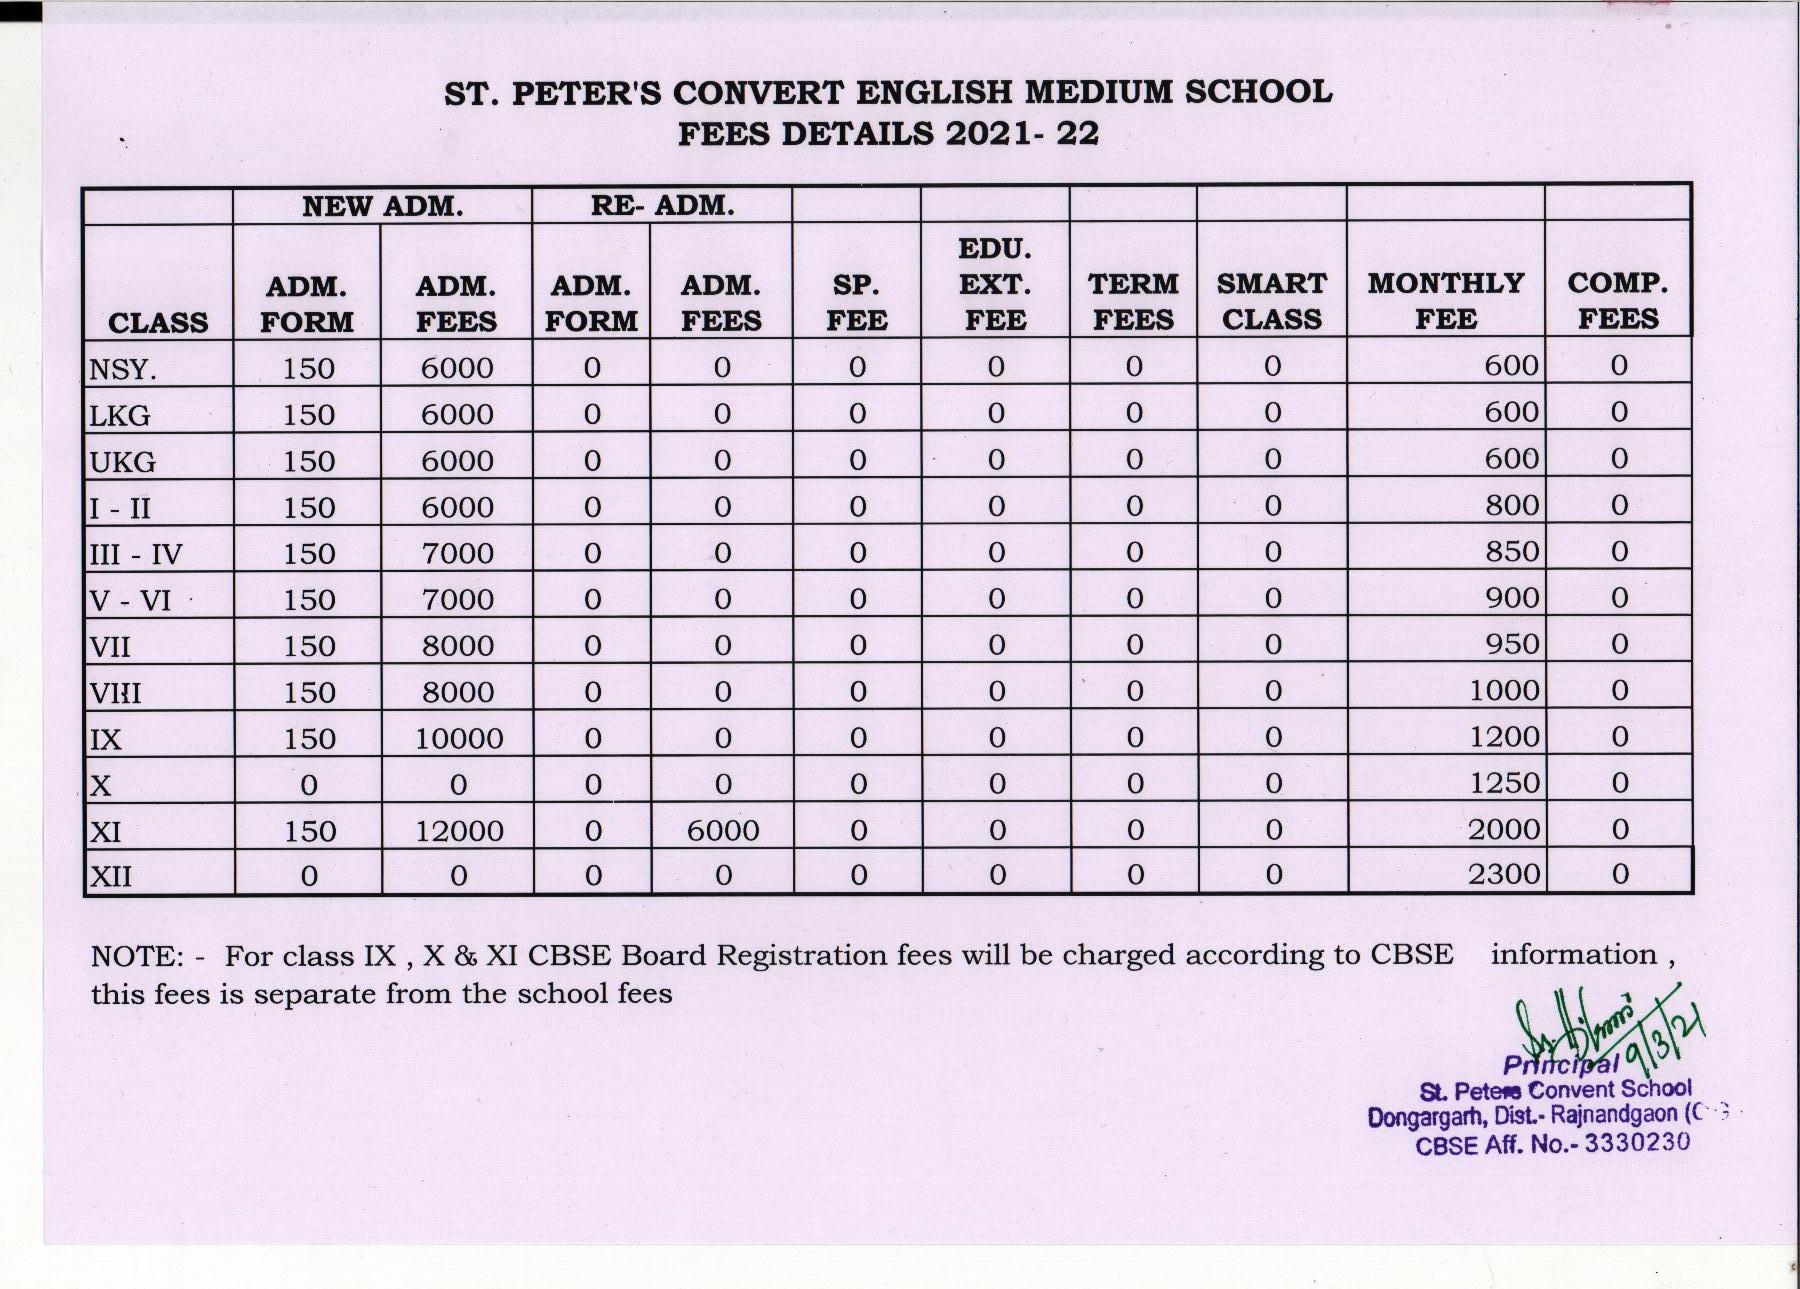 ST. PETER'S CONVERT ENGLISH MEDIUM SCHOOL
FEES DETAILS 2021- 22
NEW ADM. RE- ADM.
CLASS ADM. FORM ADM. FEES ADM. FORM ADM. FEES SP. FEE EDU. EXT. FEE TERM FEES SMART CLASS MONTHLY FEE COMP. FEES
NSY. 150 6000 0 0 0 0 0 0 600 0
LKG 150 6000 0 0 0 0 0 0 600 0
UKG 150 6000 0 0 0 0 0 0 600 0
I - II 150 6000 0 0 0 0 0 0 800 0
III - IV 150 7000 0 0 0 0 0 0 850 0
V - VI 150 7000 0 0 0 0 0 0 900 0
VII 150 8000 0 0 0 0 0 0 950 0
VIII 150 8000 0 0 0 0 0 0 1000 0
IX 150 10000 0 0 0 0 0 0 1200 0
X 0 0 0 0 0 0 0 0 1250 0
XI 150 12000 0 6000 0 0 0 0 2000 0
XII 0 0 0 0 0 0 0 0 2300 0
NOTE: - For class IX , X & XI CBSE Board Registration fees will be charged according to CBSE information ,
this fees is separate from the school fees
9/3/21
Principal
St. Peters Convent School
Dongargarh, Dist.- Rajnandgaon
CBSE Aff. No.- 3330230